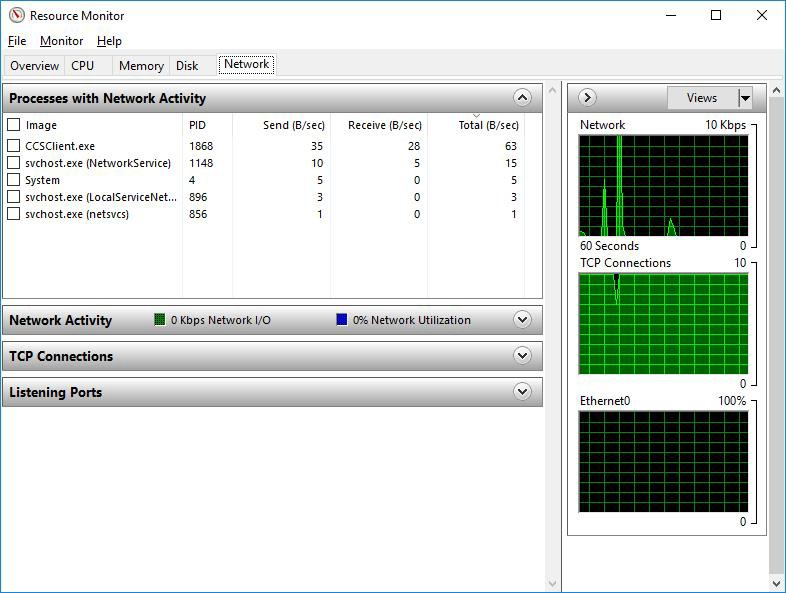 Resource Monitor
File Monitor Help
Overview CPU Memory Disk Network
Processes with Network Activity
Image PID Send (B/sec) Receive (B/sec) Total (B/sec)
CCSClient.exe 1868 35 28 63
svchost.exe (NetworkService) 1148 10 5 15
System 4 5 0 5
svchost.exe (LocalServiceNet... 896 3 0 3
svchost.exe (netsvcs) 856 1 0 1
Network Activity 0 Kbps Network I/O 0% Network Utilization
TCP Connections
Listening Ports
Views
Network 10 Kbps
60 Seconds 0
TCP Connections 10
0
Ethernet0 100%
0